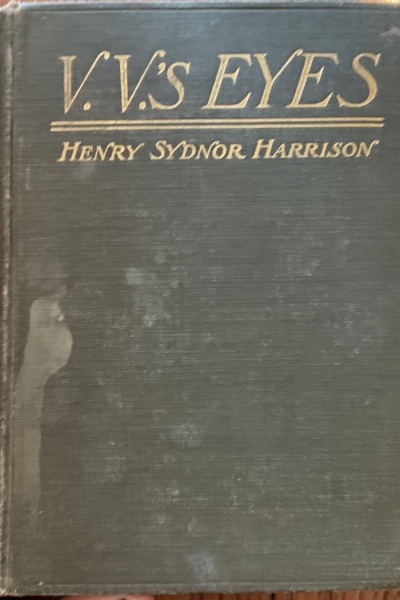 V. V.'S EYES
HENRY SYDNOR HARRISON